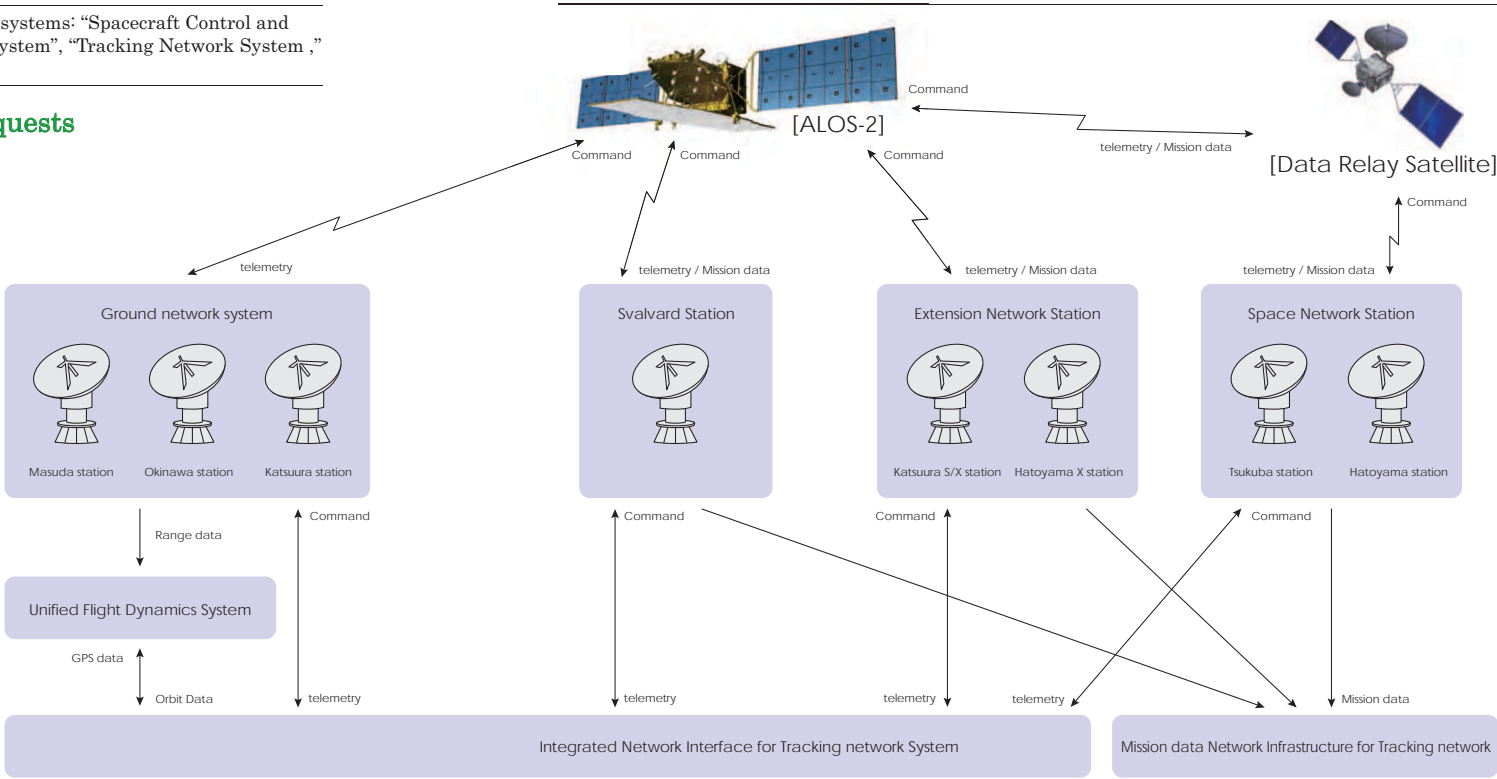 systems: “Spacecraft Control and
ystem”, “Tracking Network System ,”
quests
[ALOS-2]
Command
telemetry / Mission data
[Data Relay Satellite]
Command
Command
Command
Command
telemetry
telemetry / Mission data
telemetry / Mission data
telemetry / Mission data
Ground network system
Masuda station
Okinawa station
Katsuura station
Svalvard Station
Extension Network Station
Katsuura S/X station
Hatoyama X station
Space Network Station
Tsukuba station
Hatoyama station
Range data
Command
Command
Command
Command
Unified Flight Dynamics System
GPS data
Orbit Data
telemetry
telemetry
telemetry
telemetry
Mission data
Integrated Network Interface for Tracking network System
Mission data Network Infrastructure for Tracking network